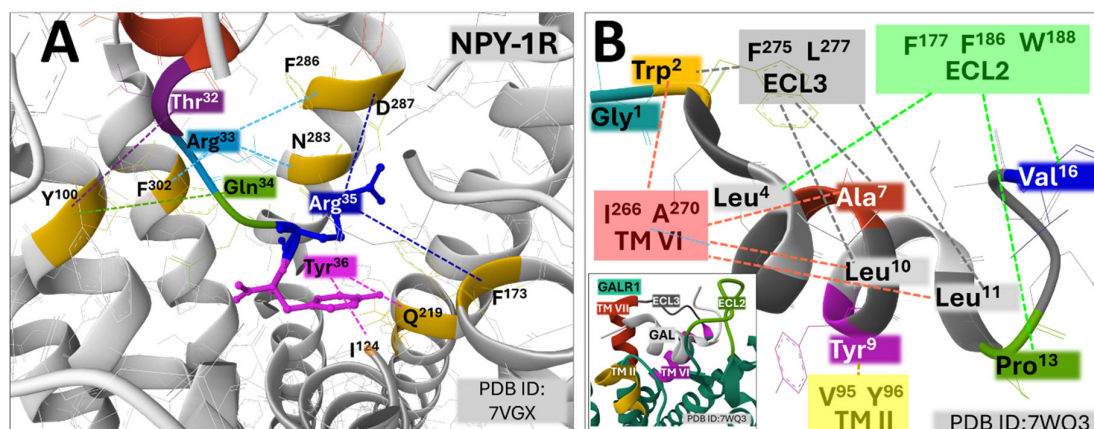 A
NPY-1R
F²⁸⁶
Thr³²
D²⁸⁷
Arg³³
N²⁸³
Y¹⁰⁰
F³⁰²
Gln³⁴
Arg³⁵
Tyr³⁶
F¹⁷³
Q²¹⁹
I¹²⁴
PDB ID:
7VGX
B
Trp²
F²⁷⁵ L²⁷⁷
ECL3
F¹⁷⁷ F¹⁸⁶ W¹⁸⁸
ECL2
Gly¹
Val¹⁶
Leu⁴
Ala⁷
I²⁶⁶ A²⁷⁰
TM VI
Leu¹⁰
Leu¹¹
GALR1
ECL3
ECL2
TM VII
GAL
TM II
TM VI
PDB ID:7WQ3
Tyr⁹
Pro¹³
V⁹⁵ Y⁹⁶
TM II
PDB ID:7WQ3